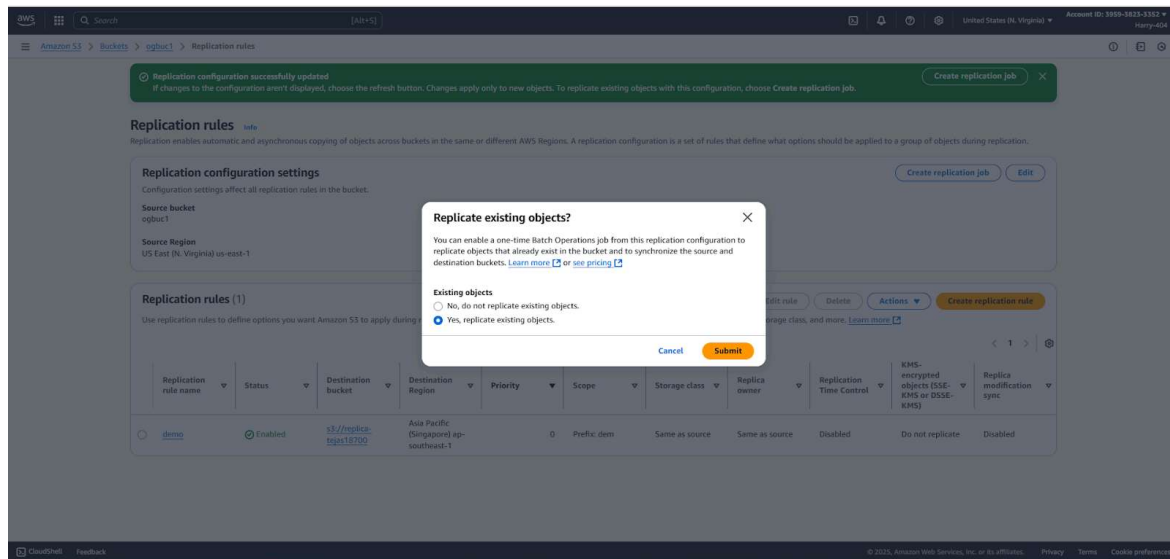 aws
Search
[Alt+S]
United States (N. Virginia)
Account ID: 5959-5823-3352
Harry-404
Amazon S3 > Buckets > ogbuc1 > Replication rules
Replication configuration successfully updated
If changes to the configuration aren't displayed, choose the refresh button. Changes apply only to new objects. To replicate existing objects with this configuration, choose Create replication job.
Create replication job
Replication rules Info
Replication enables automatic and asynchronous copying of objects across buckets in the same or different AWS Regions. A replication configuration is a set of rules that define what options should be applied to a group of objects during replication.
Replication configuration settings
Create replication job
Edit
Configuration settings affect all replication rules in the bucket.
Source bucket
ogbuc1
Source Region
US East (N. Virginia) us-east-1
Replicate existing objects?
You can enable a one-time Batch Operations job from this replication configuration to
replicate objects that already exist in the bucket and to synchronize the source and
destination buckets. Learn more or see pricing
Existing objects
No, do not replicate existing objects.
Yes, replicate existing objects.
Cancel
Submit
Replication rules (1)
Edit rule
Delete
Actions
Create replication rule
Use replication rules to define options you want Amazon S3 to apply during
storage class, and more. Learn more
1
Replication rule name
Status
Destination bucket
Destination Region
Priority
Scope
Storage class
Replica owner
Replication Time Control
KMS-encrypted objects (SSE-KMS or DSSE-KMS)
Replica modification sync
demo
Enabled
s3://replica-tejas18700
Asia Pacific (Singapore) ap-southeast-1
0
Prefix: dem
Same as source
Same as source
Disabled
Do not replicate
Disabled
CloudShell
Feedback
© 2025, Amazon Web Services, Inc. or its affiliates.
Privacy
Terms
Cookie preferences